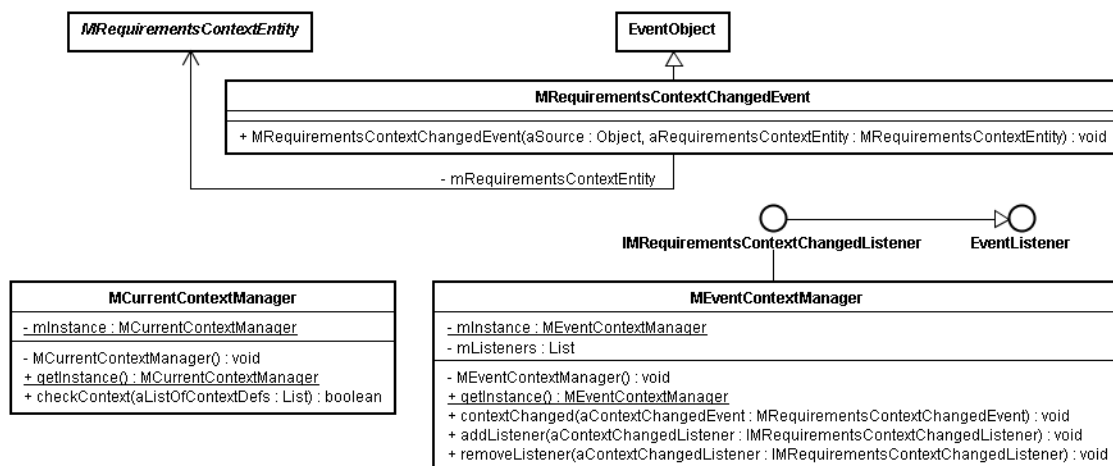 MRequirementsContextEntity
EventObject
MRequirementsContextChangedEvent
+ MRequirementsContextChangedEvent(aSource : Object, aRequirementsContextEntity : MRequirementsContextEntity) : void
- mRequirementsContextEntity
IMRequirementsContextChangedListener
EventListener
MCurrentContextManager
- mInstance : MCurrentContextManager
- MCurrentContextManager() : void
+ getInstance() : MCurrentContextManager
+ checkContext(aListOfContextDefs : List) : boolean
MEventContextManager
- mInstance : MEventContextManager
- mListeners : List
- MEventContextManager() : void
+ getInstance() : MEventContextManager
+ contextChanged(aContextChangedEvent : MRequirementsContextChangedEvent) : void
+ addListener(aContextChangedListener : IMRequirementsContextChangedListener) : void
+ removeListener(aContextChangedListener : IMRequirementsContextChangedListener) : void